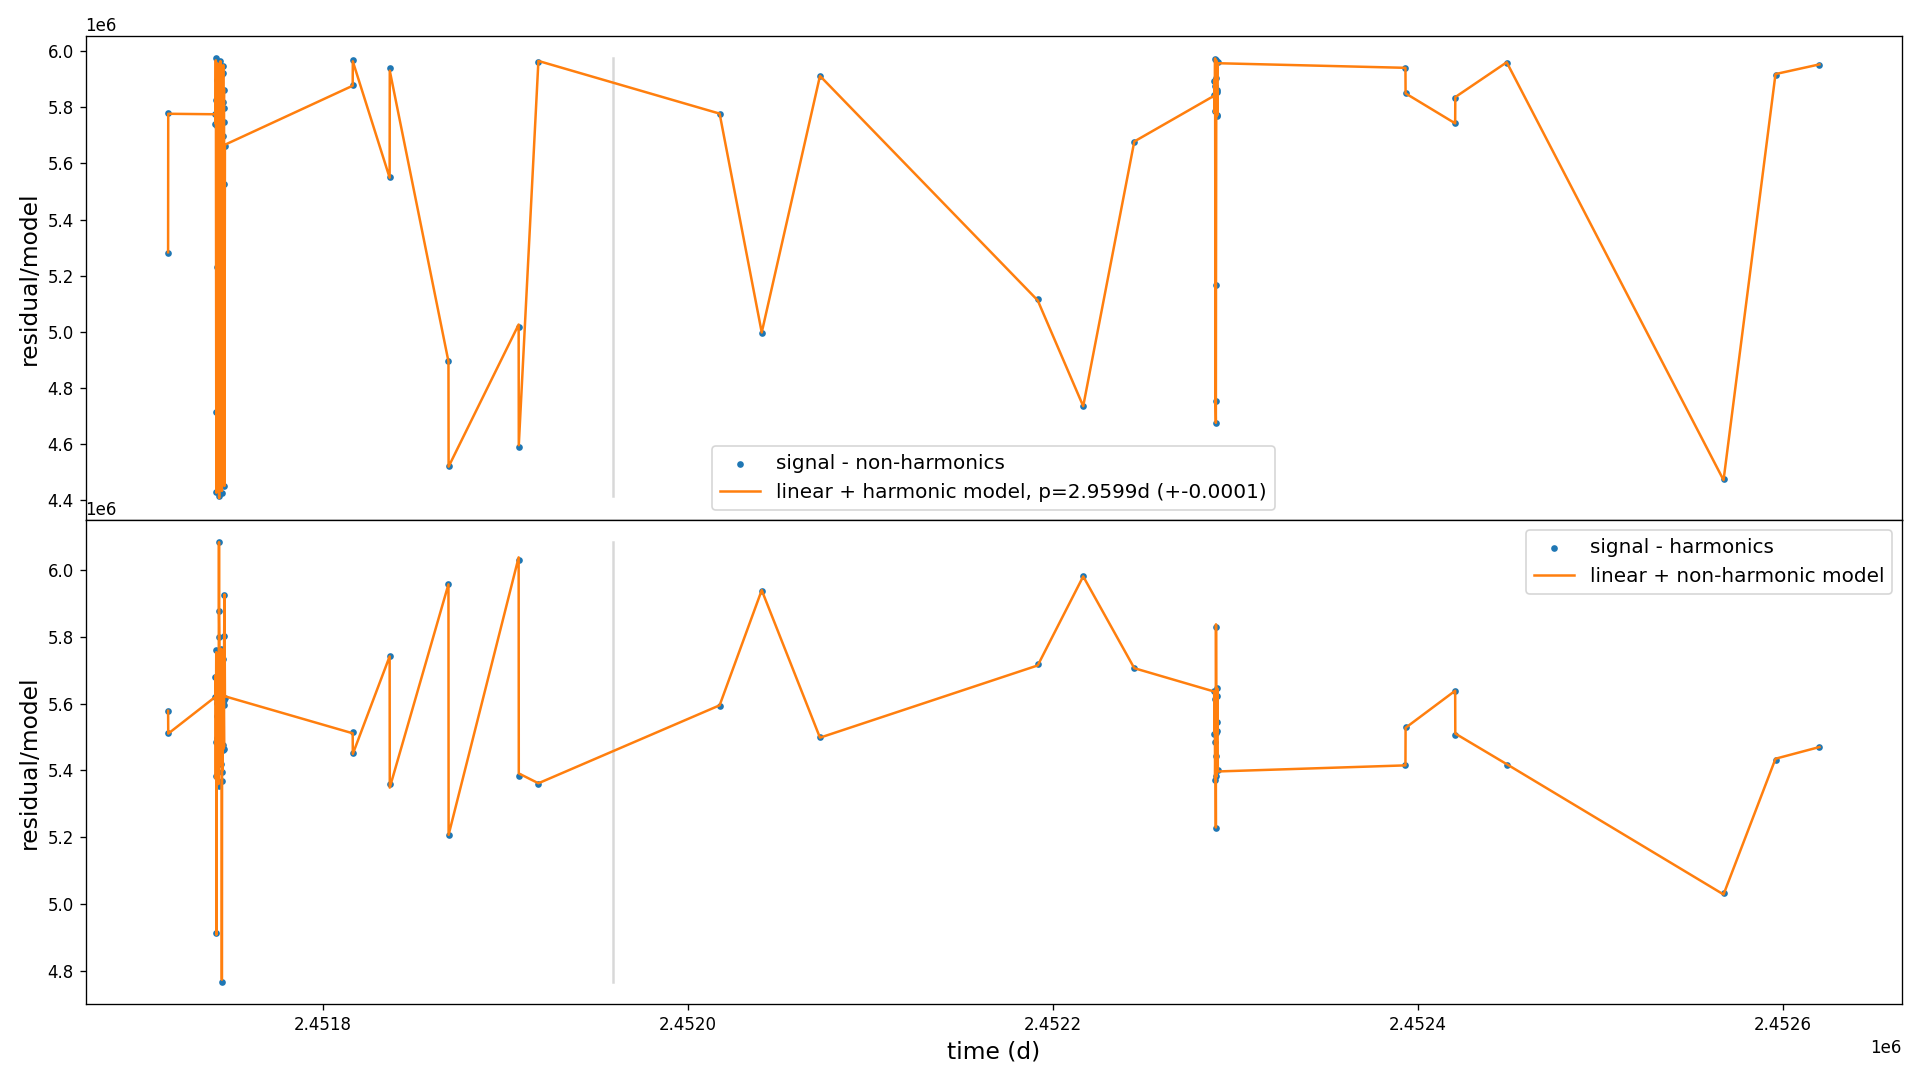 1e6
6.0
5.8
5.6
5.4
5.2
5.0
4.8
4.6
4.4
residual/model
signal - non-harmonics
linear + harmonic model, p=2.9599d (+-0.0001)
1e6
6.0
5.8
5.6
5.4
5.2
5.0
4.8
residual/model
signal - harmonics
linear + non-harmonic model
2.4518
2.4520
2.4522
2.4524
2.4526
time (d)
1e6